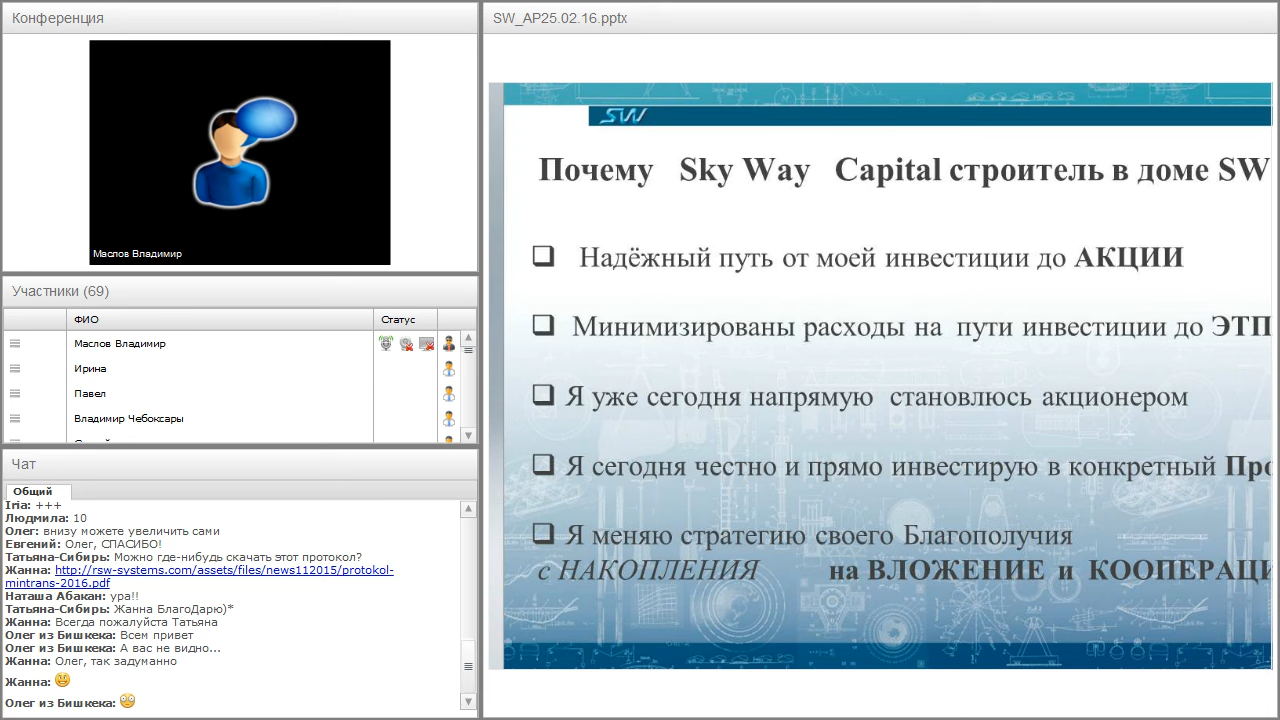 Конференция
Маслов Владимир
Участники (69)
ФИО Статус
Маслов Владимир
Ирина
Павел
Владимир Чебоксары
Чат
Общий
Iria: +++
Людмила: 10
Олег: внизу можете увеличить сами
Евгений: Олег, СПАСИБО!
Татьяна-Сибирь: Можно где-нибудь скачать этот протокол?
Жанна: http://rsw-systems.com/assets/files/news112015/protokol-
mintrans-2016.pdf
Наташа Абакан: ура!!
Татьяна-Сибирь: Жанна БлагоДарю)*
Жанна: Всегда пожалуйста Татьяна
Олег из Бишкека: Всем привет
Олег из Бишкека: А вас не видно...
Жанна: Олег, так задуманно
Жанна:
Олег из Бишкека:
SW_AP25.02.16.pptx
SW
Почему Sky Way Capital строитель в доме SW
Надёжный путь от моей инвестиции до АКЦИИ
Минимизированы расходы на пути инвестиции до ЭТП
Я уже сегодня напрямую становлюсь акционером
Я сегодня честно и прямо инвестирую в конкретный
Я меняю стратегию своего Благополучия
с НАКОПЛЕНИЯ на ВЛОЖЕНИЕ и